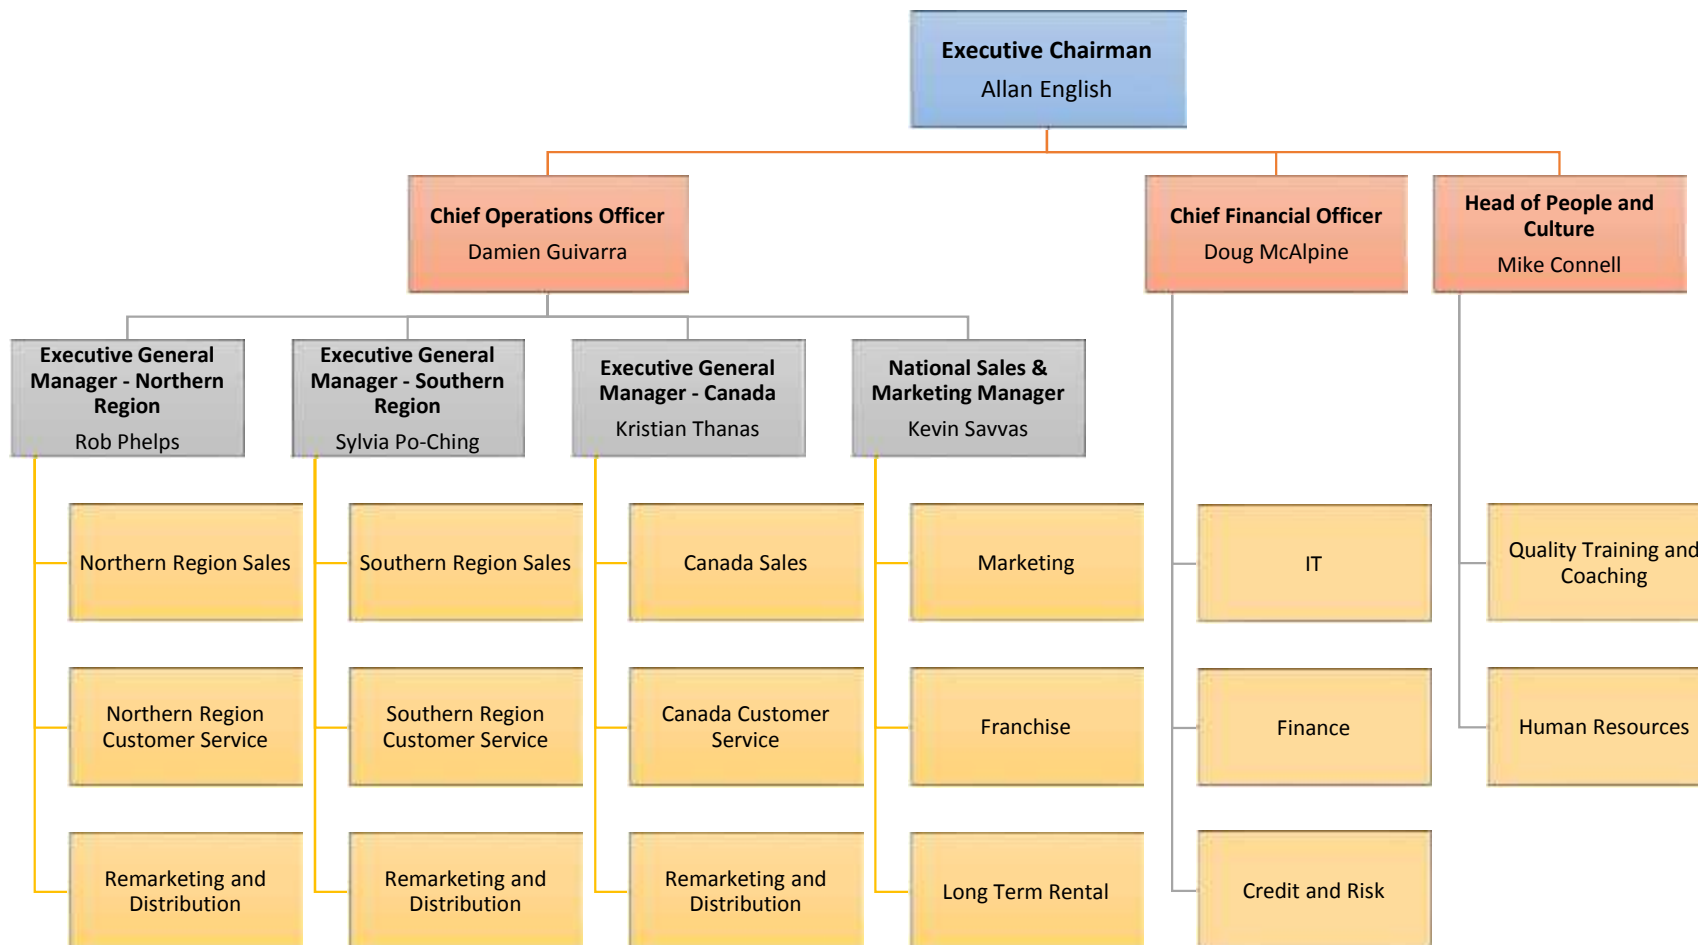 Executive Chairman
Allan English
Chief Operations Officer
Damien Guivarra
Chief Financial Officer
Doug McAlpine
Head of People and
Culture
Mike Connell
Executive General
Manager - Northern
Region
Rob Phelps
Executive General
Manager - Southern
Region
Sylvia Po-Ching
Executive General
Manager - Canada
Kristian Thanas
National Sales &
Marketing Manager
Kevin Savvas
Northern Region Sales
Southern Region Sales
Canada Sales
Marketing
IT
Quality Training and
Coaching
Northern Region
Customer Service
Southern Region
Customer Service
Canada Customer
Service
Franchise
Finance
Human Resources
Remarketing and
Distribution
Remarketing and
Distribution
Remarketing and
Distribution
Long Term Rental
Credit and Risk